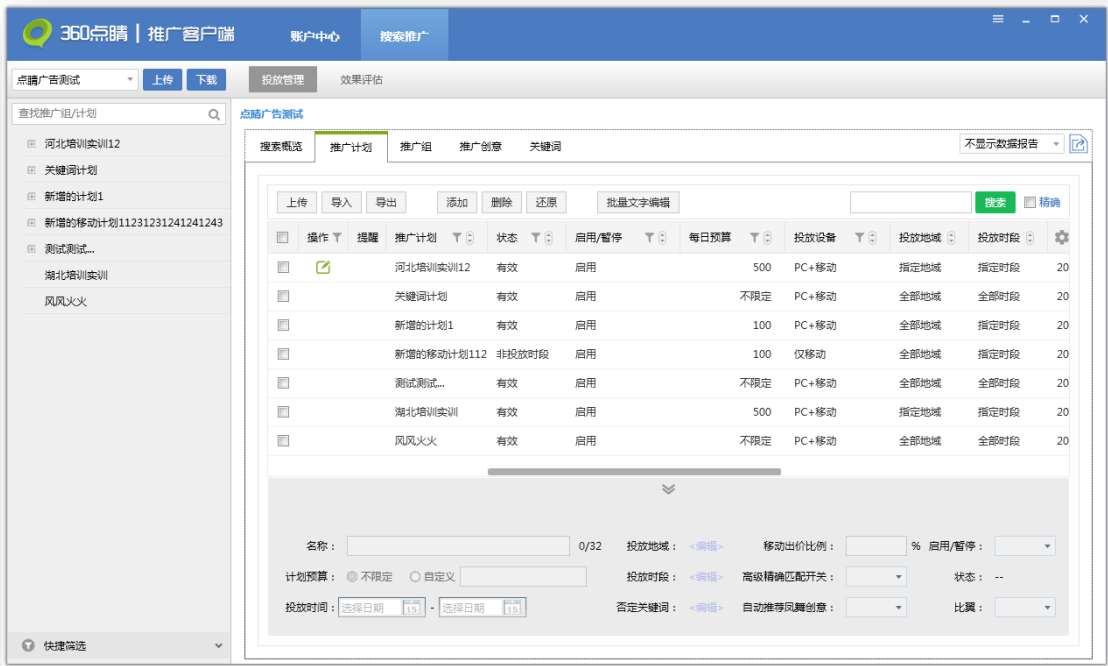 360点睛 | 推广客户端 账户中心 搜索推广
点睛广告测试 上传 下载 投放管理 效果评估
查找推广组/计划
河北培训实训12
关键词计划
新增的计划1
新增的移动计划11231231241241243
测试测试...
湖北培训实训
风风火火
快捷筛选
点睛广告测试
搜索概览 推广计划 推广组 推广创意 关键词 不显示数据报告
上传 导入 导出 添加 删除 还原 批量文字编辑 搜索 精确
操作 提醒 推广计划 状态 启用/暂停 每日预算 投放设备 投放地域 投放时段
河北培训实训12 有效 启用 500 PC+移动 指定地域 指定时段 20
关键词计划 有效 启用 不限定 PC+移动 全部地域 全部时段 20
新增的计划1 有效 启用 100 PC+移动 全部地域 指定时段 20
新增的移动计划112 非投放时段 启用 100 仅移动 全部地域 指定时段 20
测试测试... 有效 启用 不限定 PC+移动 全部地域 全部时段 20
湖北培训实训 有效 启用 500 PC+移动 指定地域 指定时段 20
风风火火 有效 启用 不限定 PC+移动 全部地域 全部时段 20
名称： 0/32 投放地域： <编辑> 移动出价比例： % 启用/暂停：
计划预算： 不限定 自定义 投放时段： <编辑> 高级精确匹配开关： 状态： --
投放时间： 选择日期 15 - 选择日期 15 否定关键词： <编辑> 自动推荐凤舞创意： 比翼：